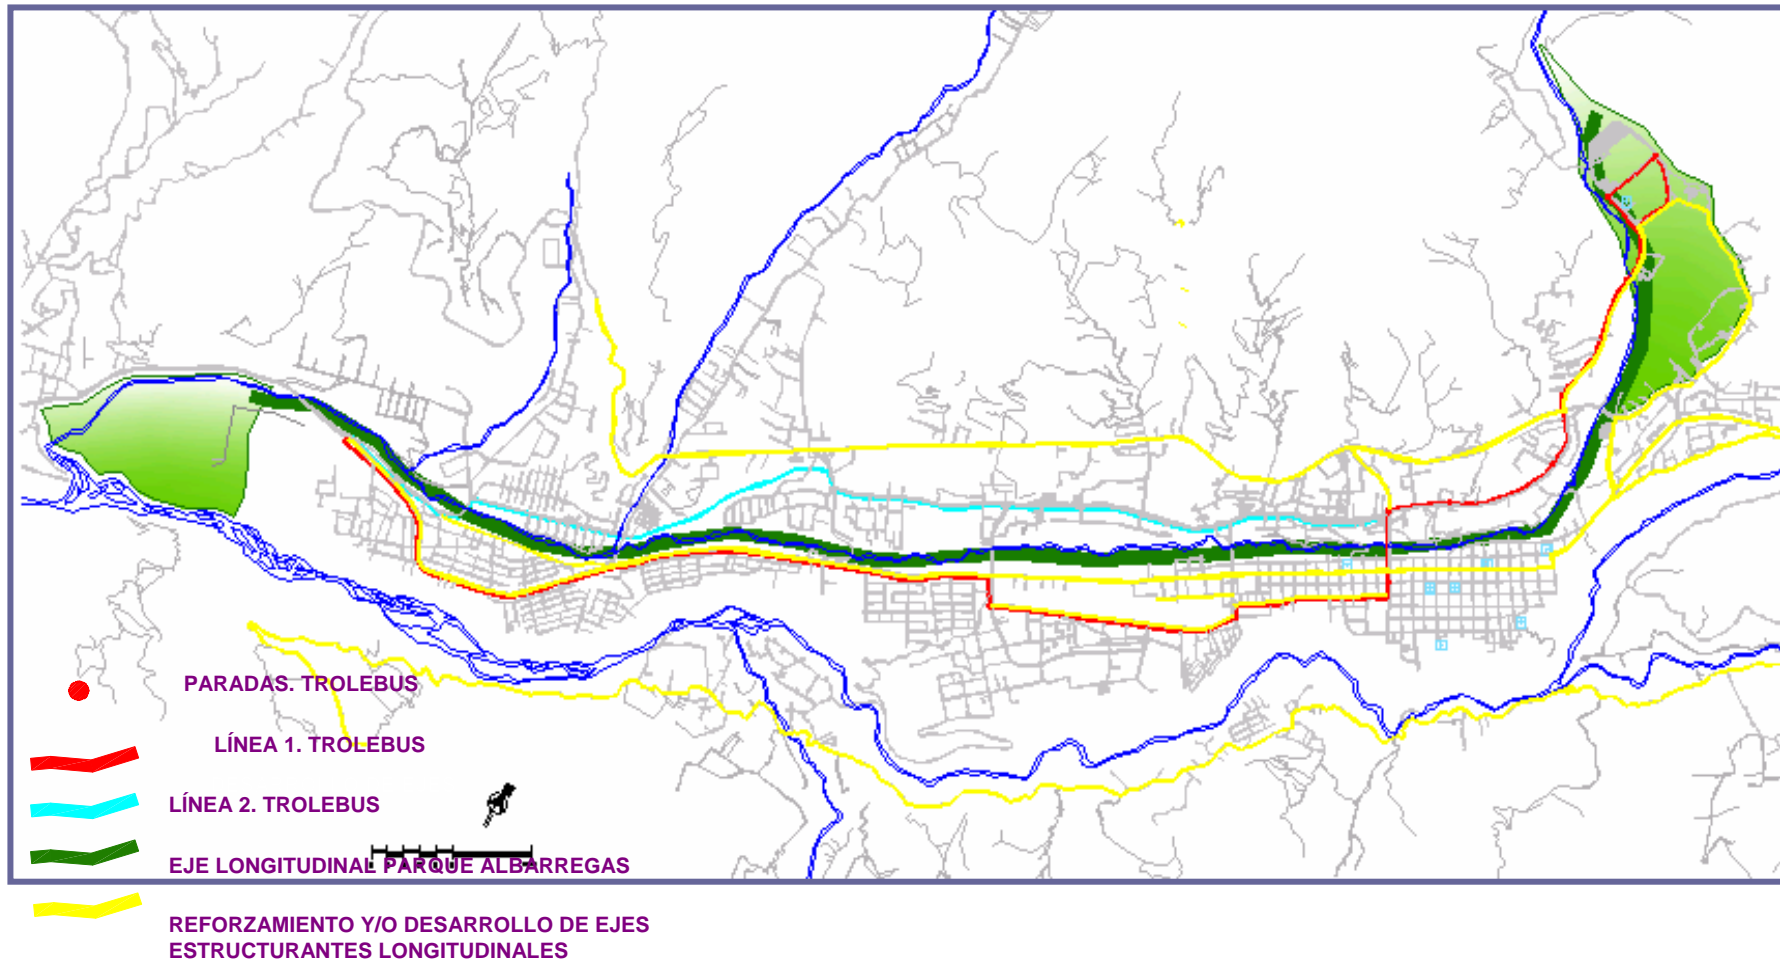 PARADAS. TROLEBUS
LÍNEA 1. TROLEBUS
LÍNEA 2. TROLEBUS
EJE LONGITUDINAL PARQUE ALBARREGAS
REFORZAMIENTO Y/O DESARROLLO DE EJES
ESTRUCTURANTES LONGITUDINALES